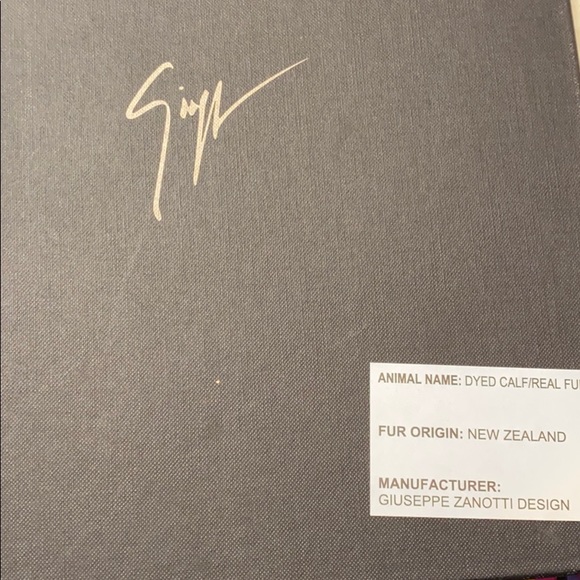 ANIMAL NAME: DYED CALF/REAL FU
FUR ORIGIN: NEW ZEALAND
MANUFACTURER:
GIUSEPPE ZANOTTI DESIGN